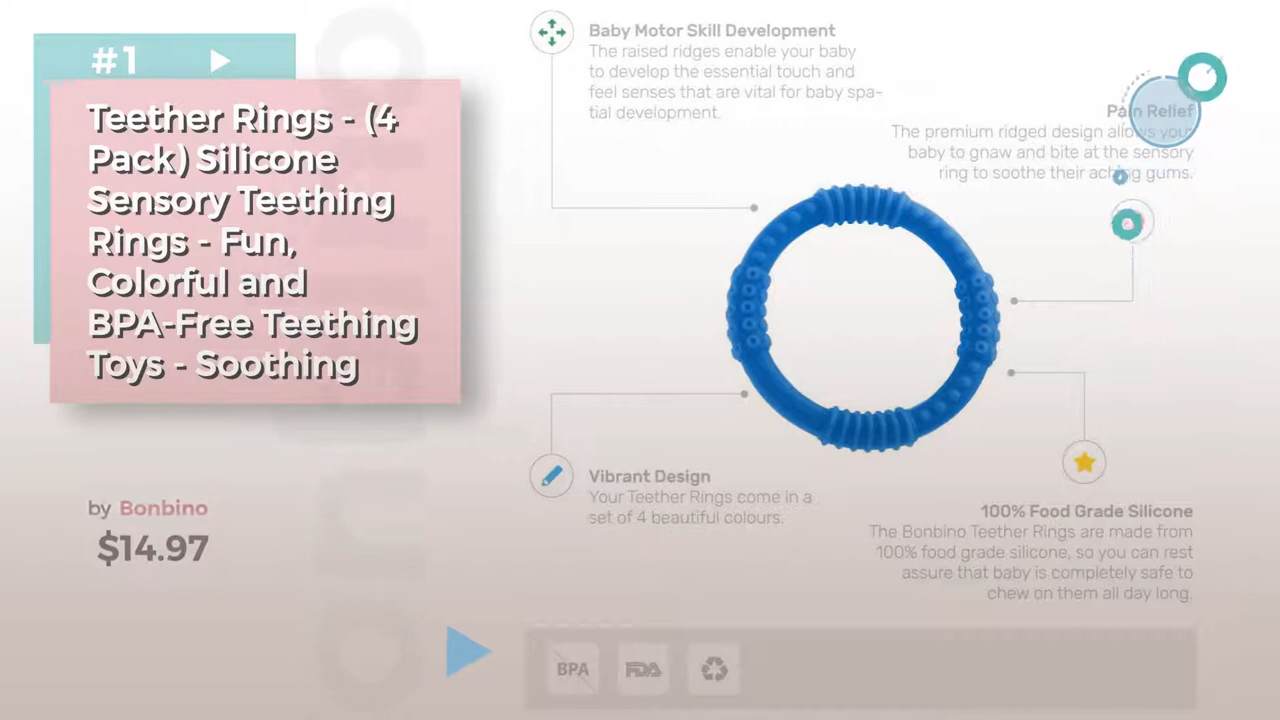 #1
Teether Rings - (4
Pack) Silicone
Sensory Teething
Rings - Fun,
Colorful and
BPA-Free Teething
Toys - Soothing
by Bonbino
$14.97
Baby Motor Skill Development
The raised ridges enable your baby
to develop the essential touch and
feel senses that are vital for baby spa-
tial development.
Pain Relief
The premium ridged design allows your
baby to gnaw and bite at the sensory
ring to soothe their aching gums.
Vibrant Design
Your Teether Rings come in a
set of 4 beautiful colours.
100% Food Grade Silicone
The Bonbino Teether Rings are made from
100% food grade silicone, so you can rest
assure that baby is completely safe to
chew on them all day long.
BPA
FDA